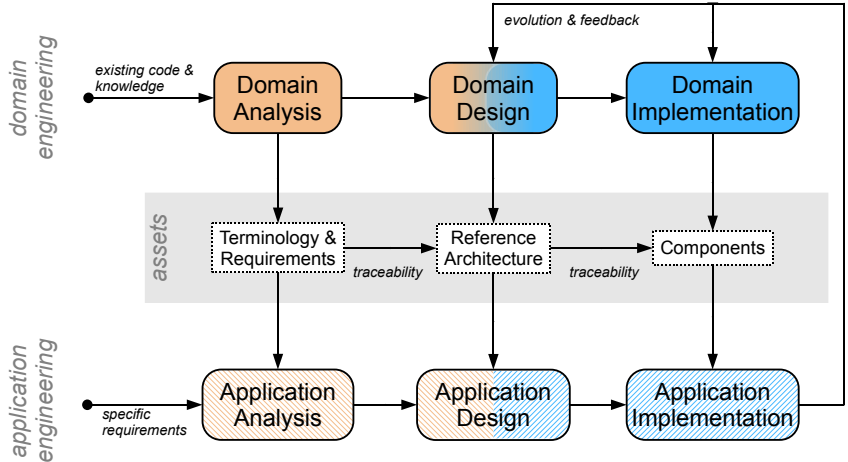 evolution & feedback
domain
engineering
existing code &
knowledge
Domain
Analysis
Domain
Design
Domain
Implementation
assets
Terminology &
Requirements
traceability
Reference
Architecture
traceability
Components
application
engineering
specific
requirements
Application
Analysis
Application
Design
Application
Implementation